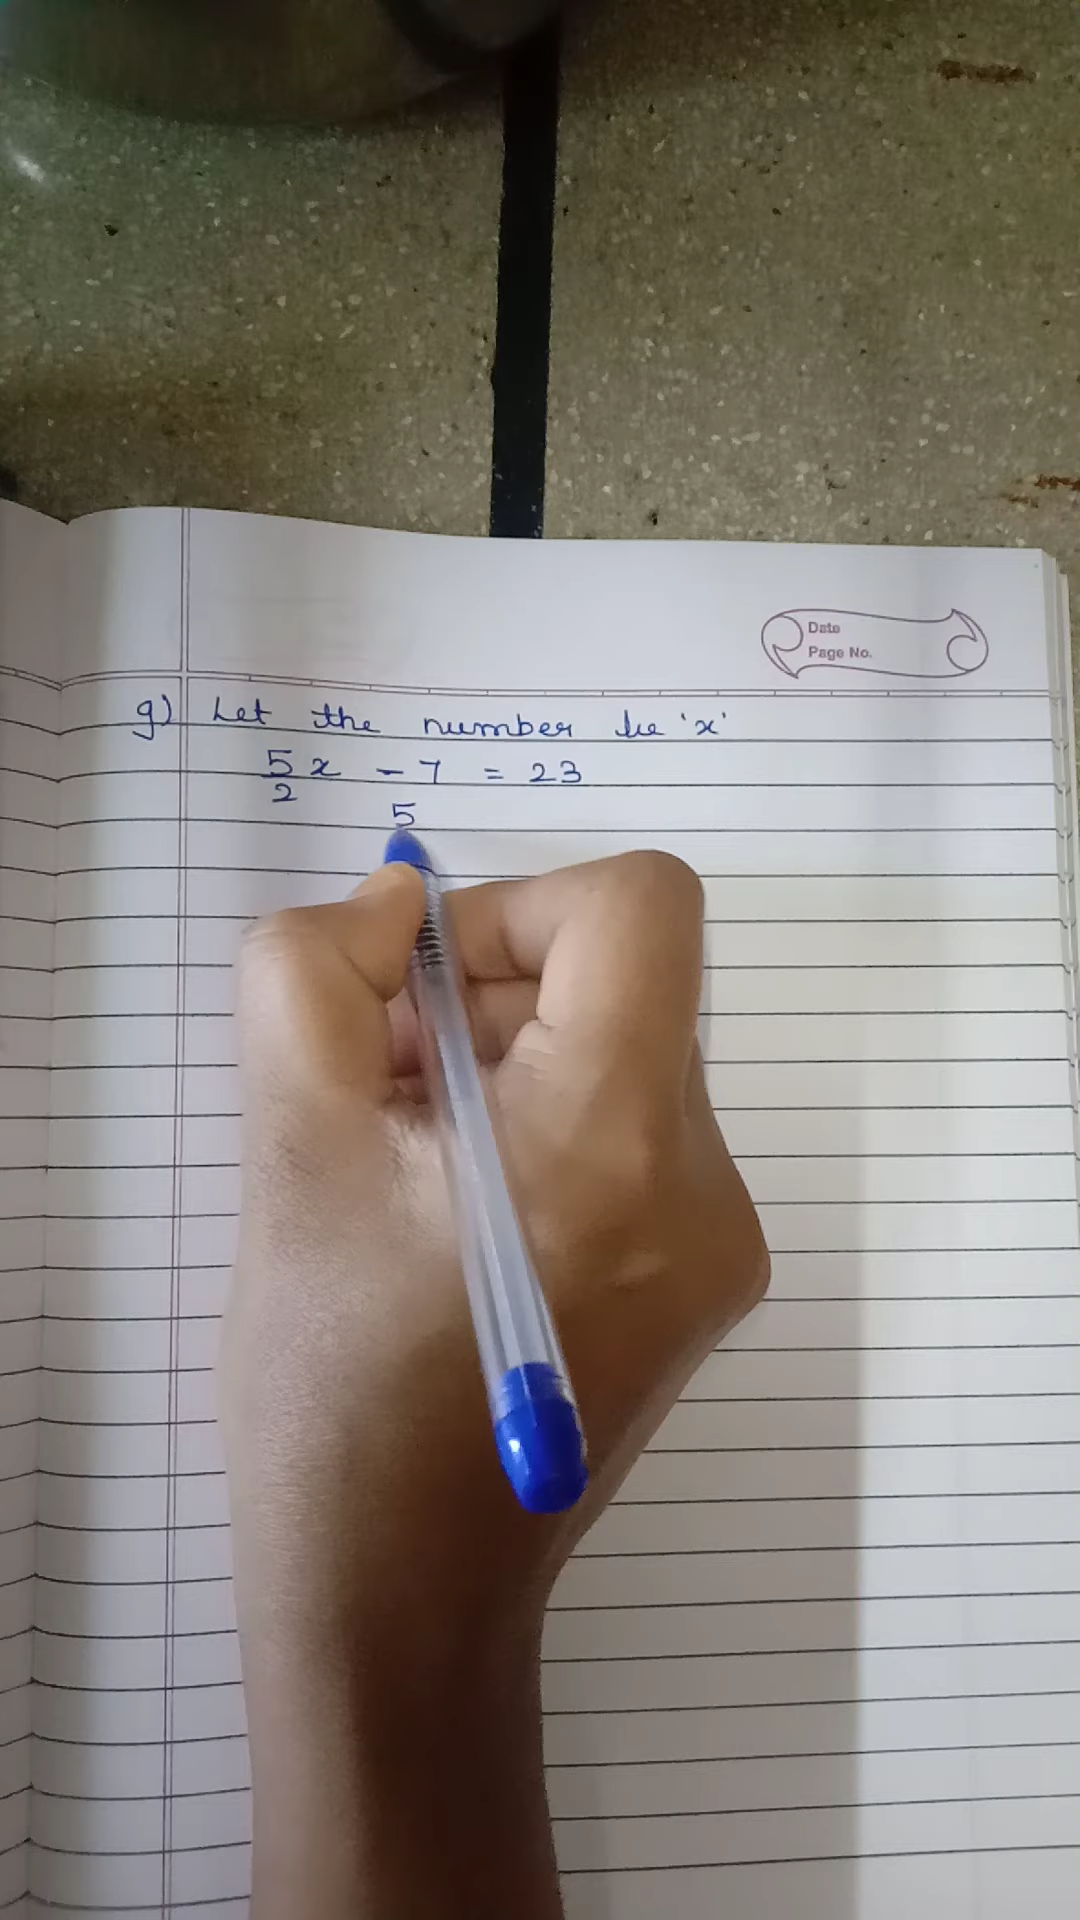 Date
Page No.
g) Let the number be 'x'
5/2 x - 7 = 23
5